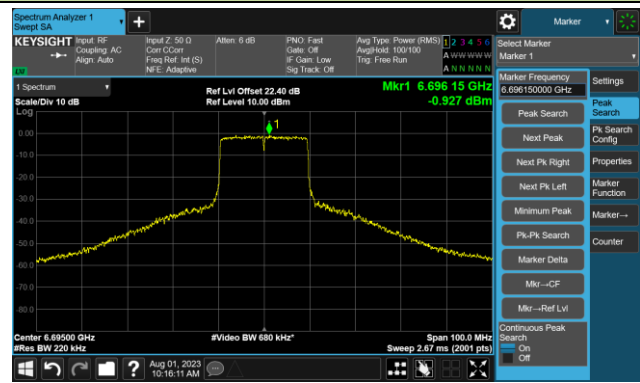 Spectrum Analyzer 1
Swept SA
Marker
KEYSIGHT
Input: RF
Coupling: AC
Align: Auto
Input Z: 50 Ω
Corr CCorr
Freq Ref: Int (S)
NFE: Adaptive
Atten: 6 dB
PNO: Fast
Gate: Off
IF Gain: Low
Sig Track: Off
Avg Type: Power (RMS)
Avg|Hold: 100/100
Trig: Free Run
1 2 3 4 5 6
A W W W W W
A N N N N N
LV
Select Marker
Marker 1
1 Spectrum
Scale/Div 10 dB
Log
Ref Lvl Offset 22.40 dB
Ref Level 10.00 dBm
Mkr1 6.696 15 GHz
-0.927 dBm
1
0.00
-10.0
-20.0
-30.0
-40.0
-50.0
-60.0
-70.0
-80.0
Center 6.69500 GHz
#Res BW 220 kHz
#Video BW 680 kHz*
Span 100.0 MHz
Sweep 2.67 ms (2001 pts)
Marker Frequency
6.696150000 GHz
Peak Search
Next Peak
Next Pk Right
Next Pk Left
Minimum Peak
Pk-Pk Search
Marker Delta
Mkr→CF
Mkr→Ref Lvl
Continuous Peak
Search
On
Off
Settings
Peak
Search
Pk Search
Config
Properties
Marker
Function
Marker→
Counter
?
Aug 01, 2023
10:16:11 AM